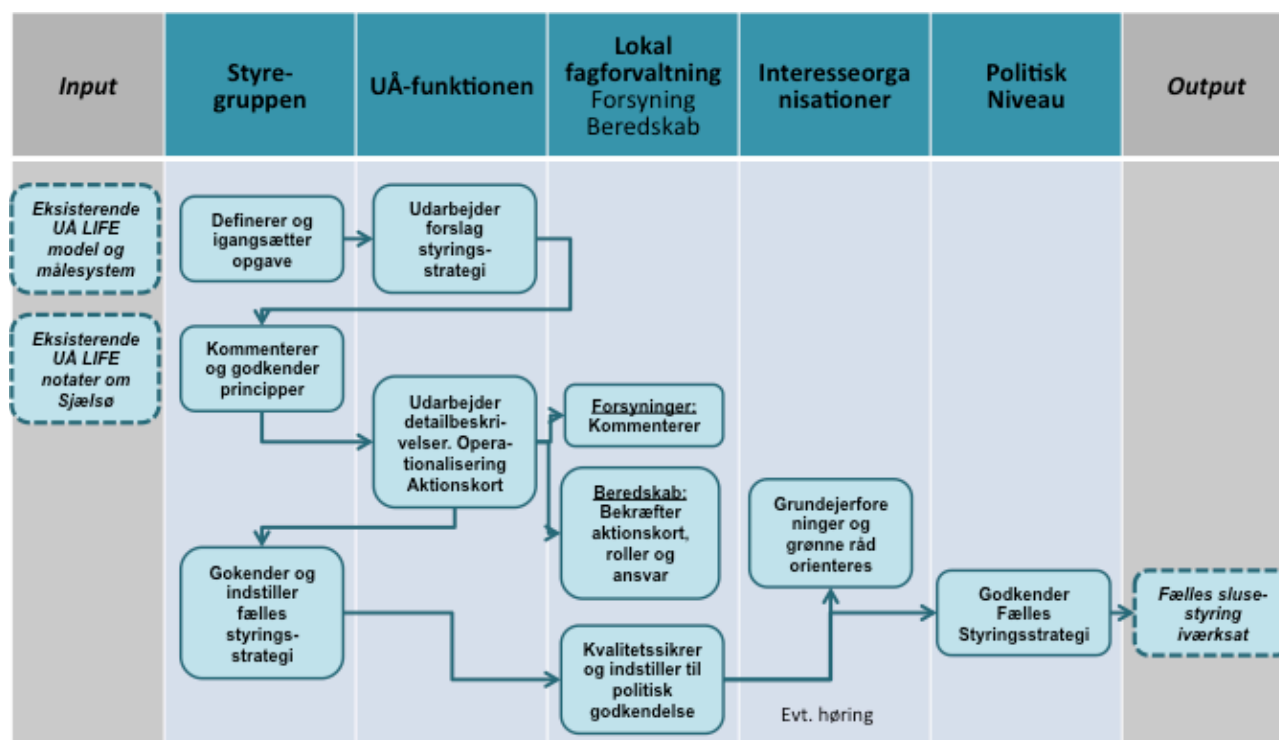 Input
Styre-
gruppen
UÅ-funktionen
Lokal
fagforvaltning
Forsyning
Beredskab
Interesseorga
nisationer
Politisk
Niveau
Output
Eksisterende
UÅ LIFE
model og
målesystem
Definerer og
igangsætter
opgave
Udarbejder
forslag
styrings-
strategi
Eksisterende
UÅ LIFE
notater om
Sjælsø
Kommenterer
og godkender
principper
Udarbejder
detailbeskri-
velser. Opera-
tionalisering
Aktionskort
Forsyninger:
Kommenterer
Beredskab:
Bekræfter
aktionskort,
roller og
ansvar
Grundejerfore
ninger og
grønne råd
orienteres
Gokender og
indstiller
fælles
styrings-
strategi
Kvalitetssikrer
og indstiller til
politisk
godkendelse
Evt. høring
Godkender
Fælles
Styringsstrategi
Fælles sluse-
styring
iværksat